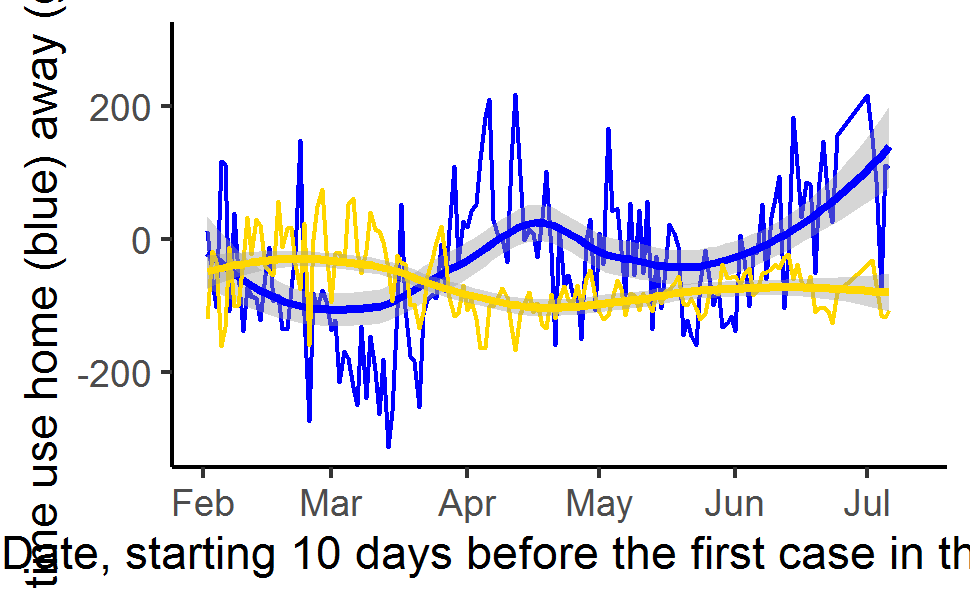 time use home (blue) away (
200
0
-200
Feb Mar Apr May Jun Jul
Date, starting 10 days before the first case in th